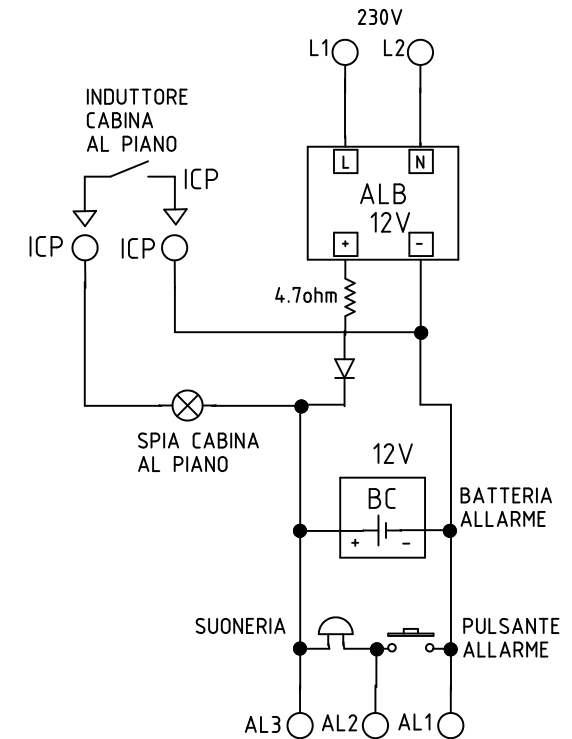 230V
L1
L2
INDUTTORE
CABINA
AL PIANO
ICP
L
N
ALB
12V
ICP
ICP
+
-
4.7ohm
SPIA CABINA
AL PIANO
12V
BC
+
-
BATTERIA
ALLARME
SUONERIA
PULSANTE
ALLARME
AL3
AL2
AL1